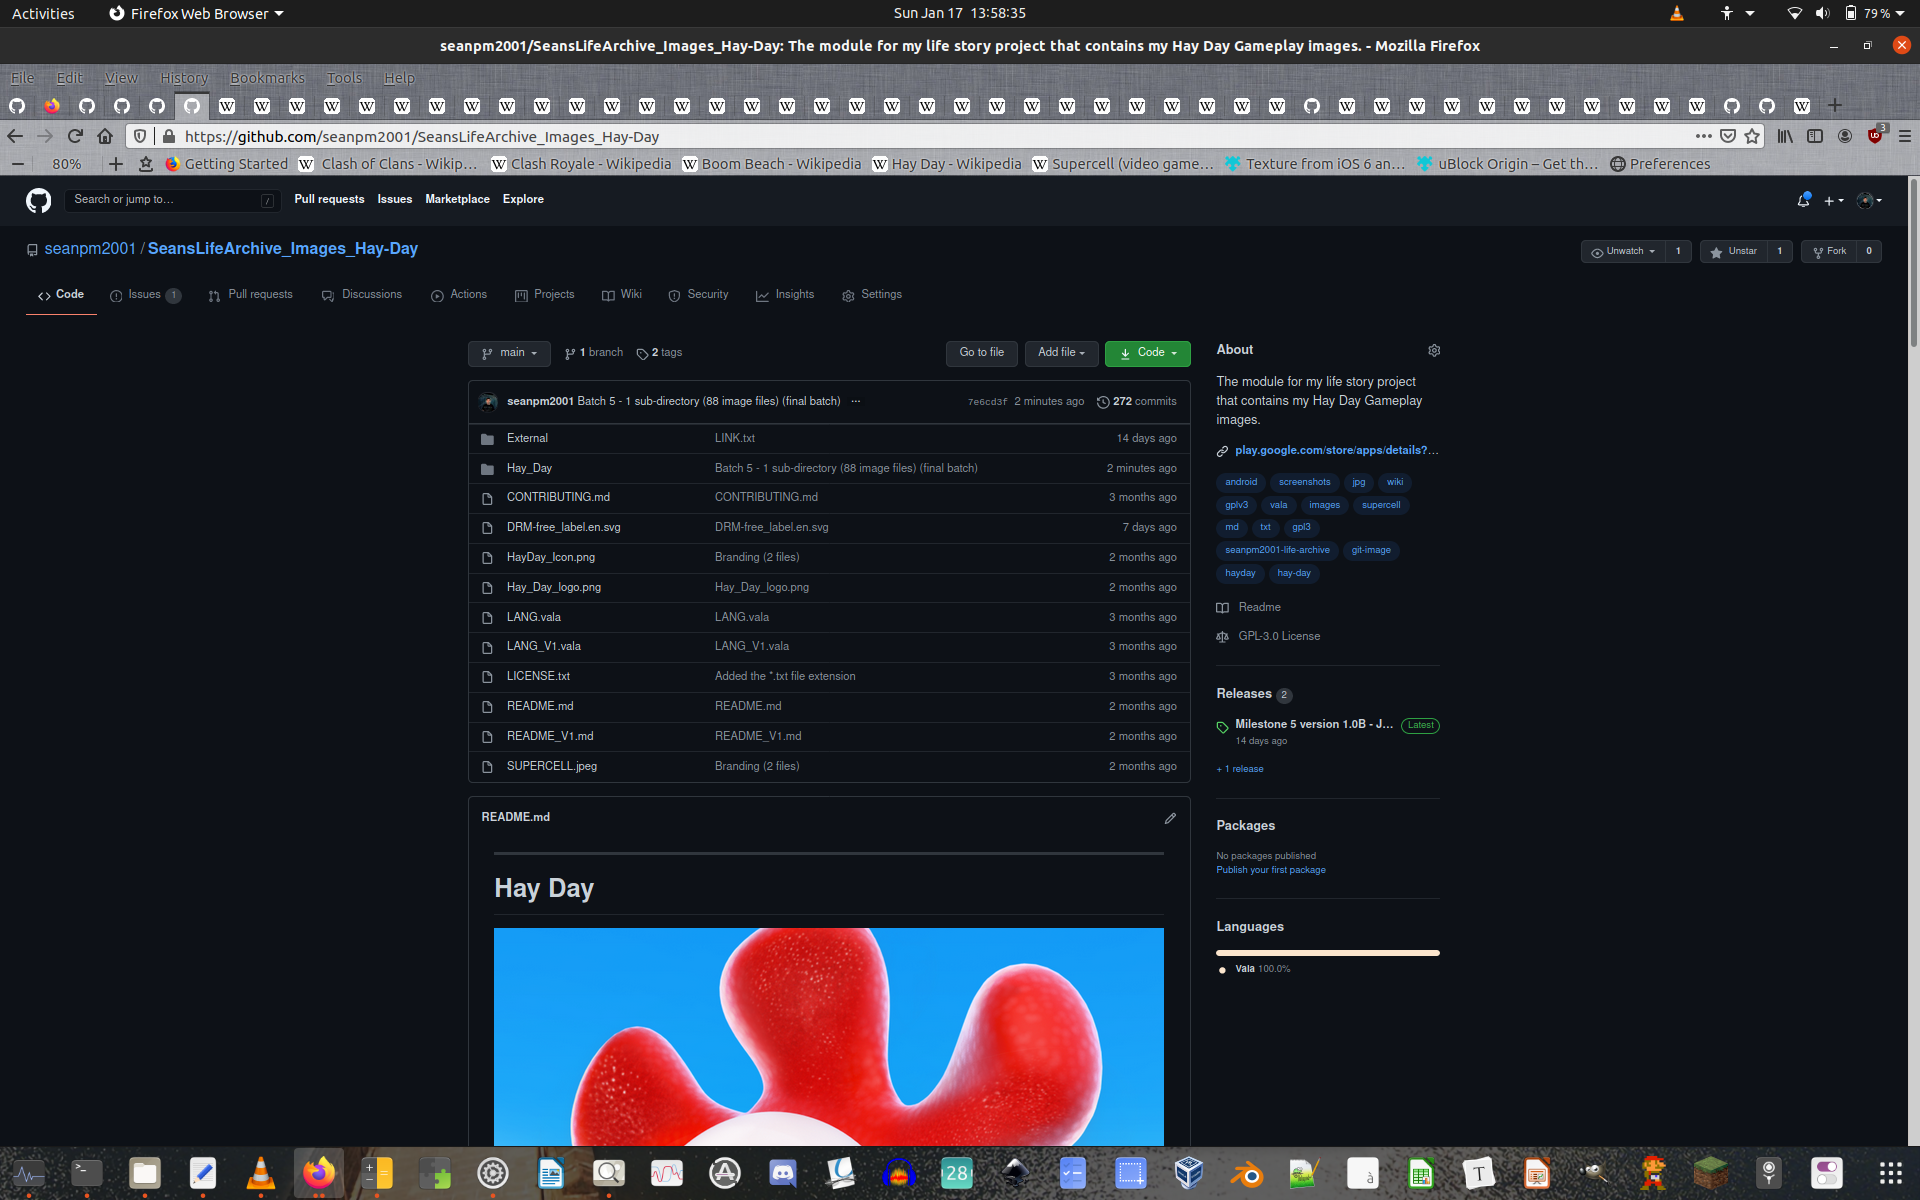 Activities
Firefox Web Browser
Sun Jan 17 13:58:35
79 %
seanpm2001/SeansLifeArchive_Images_Hay-Day: The module for my life story project that contains my Hay Day Gameplay images. - Mozilla Firefox
File Edit View History Bookmarks Tools Help
https://github.com/seanpm2001/SeansLifeArchive_Images_Hay-Day
3
80%
Getting Started
Clash of Clans - Wikip…
Clash Royale - Wikipedia
Boom Beach - Wikipedia
Hay Day - Wikipedia
Supercell (video game…
Texture from iOS 6 an…
uBlock Origin – Get th…
Preferences
Search or jump to…
/
Pull requests Issues Marketplace Explore
seanpm2001 / SeansLifeArchive_Images_Hay-Day
Unwatch 1
Unstar 1
Fork 0
Code
Issues 1
Pull requests
Discussions
Actions
Projects
Wiki
Security
Insights
Settings
main
1 branch
2 tags
Go to file
Add file
Code
seanpm2001 Batch 5 - 1 sub-directory (88 image files) (final batch) ...
7e6cd3f 2 minutes ago 272 commits
External LINK.txt 14 days ago
Hay_Day Batch 5 - 1 sub-directory (88 image files) (final batch) 2 minutes ago
CONTRIBUTING.md CONTRIBUTING.md 3 months ago
DRM-free_label.en.svg DRM-free_label.en.svg 7 days ago
HayDay_Icon.png Branding (2 files) 2 months ago
Hay_Day_logo.png Hay_Day_logo.png 2 months ago
LANG.vala LANG.vala 3 months ago
LANG_V1.vala LANG_V1.vala 3 months ago
LICENSE.txt Added the *.txt file extension 3 months ago
README.md README.md 2 months ago
README_V1.md README_V1.md 2 months ago
SUPERCELL.jpeg Branding (2 files) 2 months ago
README.md
Hay Day
About
The module for my life story project
that contains my Hay Day Gameplay
images.
play.google.com/store/apps/details?…
android screenshots jpg wiki
gplv3 vala images supercell
md txt gpl3
seanpm2001-life-archive git-image
hayday hay-day
Readme
GPL-3.0 License
Releases 2
Milestone 5 version 1.0B - J… Latest
14 days ago
+ 1 release
Packages
No packages published
Publish your first package
Languages
Vala 100.0%
28